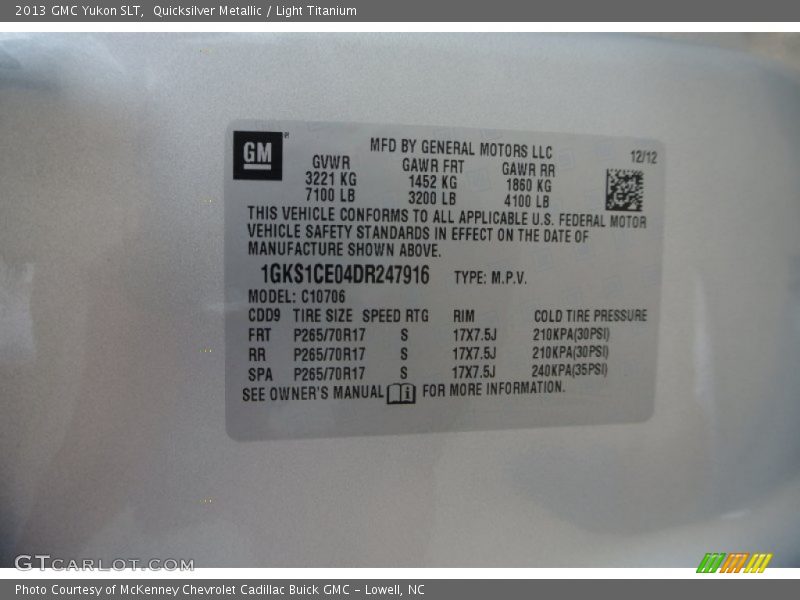 2013 GMC Yukon SLT, Quicksilver Metallic / Light Titanium
GM
MFD BY GENERAL MOTORS LLC
12/12
GVWR GAWR FRT GAWR RR
3221 KG 1452 KG 1860 KG
7100 LB 3200 LB 4100 LB
THIS VEHICLE CONFORMS TO ALL APPLICABLE U.S. FEDERAL MOTOR
VEHICLE SAFETY STANDARDS IN EFFECT ON THE DATE OF
MANUFACTURE SHOWN ABOVE.
1GKS1CE04DR247916 TYPE: M.P.V.
MODEL: C10706
CDD9 TIRE SIZE SPEED RTG RIM COLD TIRE PRESSURE
FRT P265/70R17 S 17X7.5J 210KPA(30PSI)
RR P265/70R17 S 17X7.5J 210KPA(30PSI)
SPA P265/70R17 S 17X7.5J 240KPA(35PSI)
SEE OWNER'S MANUAL FOR MORE INFORMATION.
GTCARLOT.COM
Photo Courtesy of McKenney Chevrolet Cadillac Buick GMC – Lowell, NC